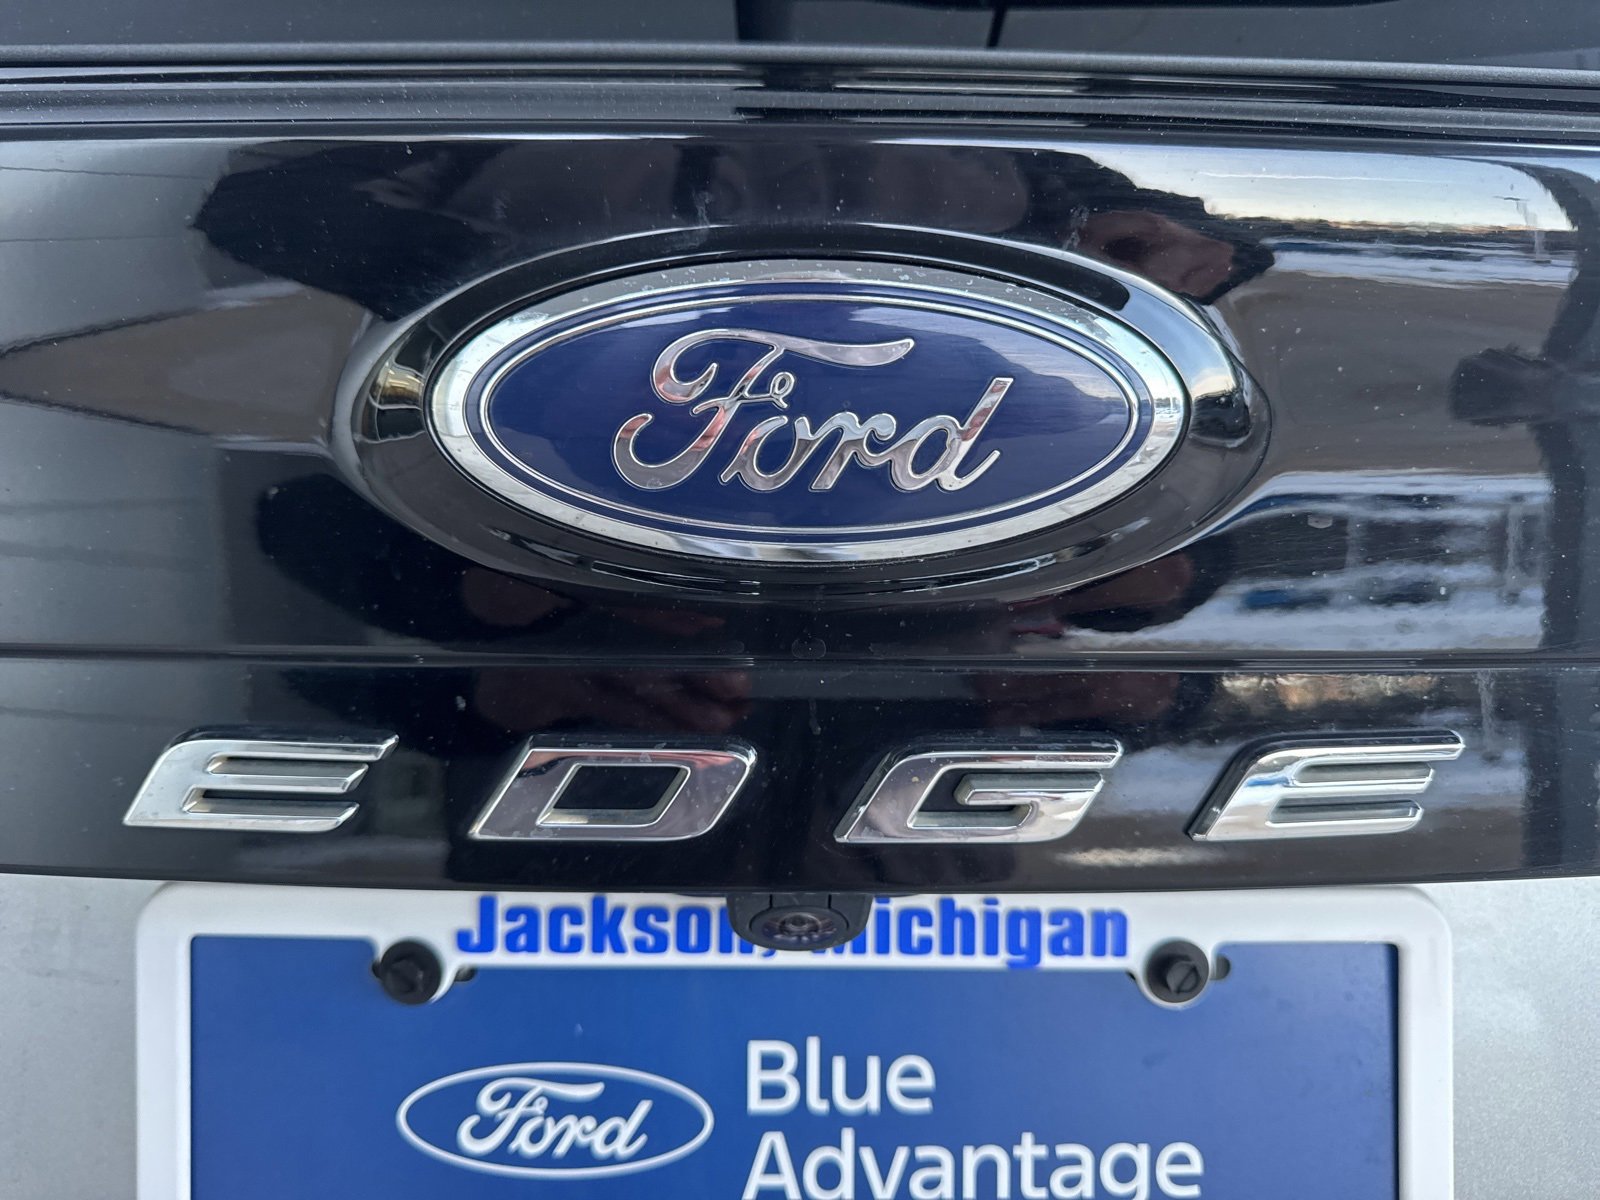 Ford
EDGE
Jackson, Michigan
Ford
Blue
Advantage